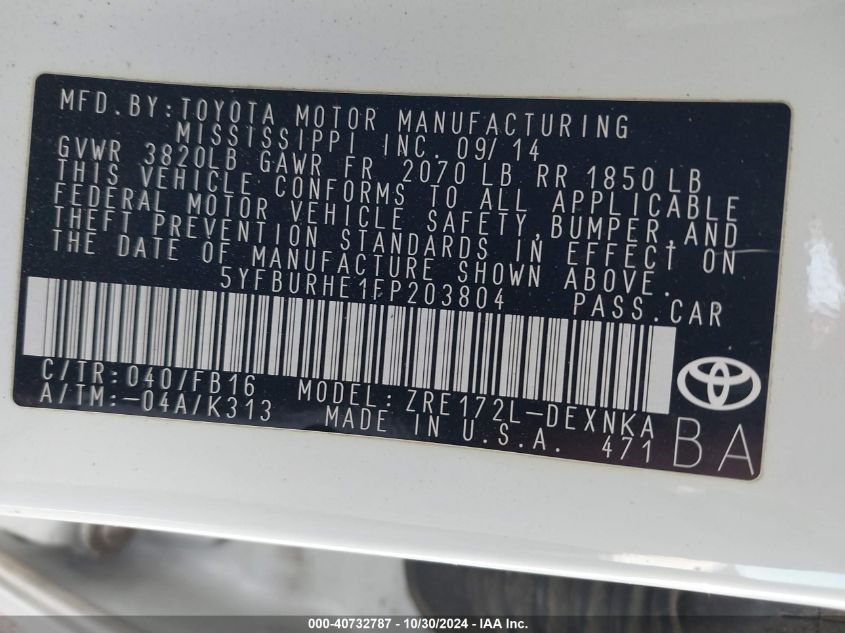 MFD. BY: TOYOTA MOTOR MANUFACTURING
MISSISSIPPI INC. 09/14
GVWR 3820LB GAWR FR 2070 LB RR 1850 LB
THIS VEHICLE CONFORMS TO ALL APPLICABLE
FEDERAL MOTOR VEHICLE SAFETY, BUMPER, AND
THEFT PREVENTION STANDARDS IN EFFECT ON
THE DATE OF MANUFACTURE SHOWN ABOVE.
5YFBURHE1FP203804 PASS. CAR
C/TR: 040/FB16 MODEL: ZRE172L-DEXNKA
A/TM: -04A/K313 MADE IN U.S.A. 471 BA
000-40732787 - 10/30/2024 - IAA Inc.